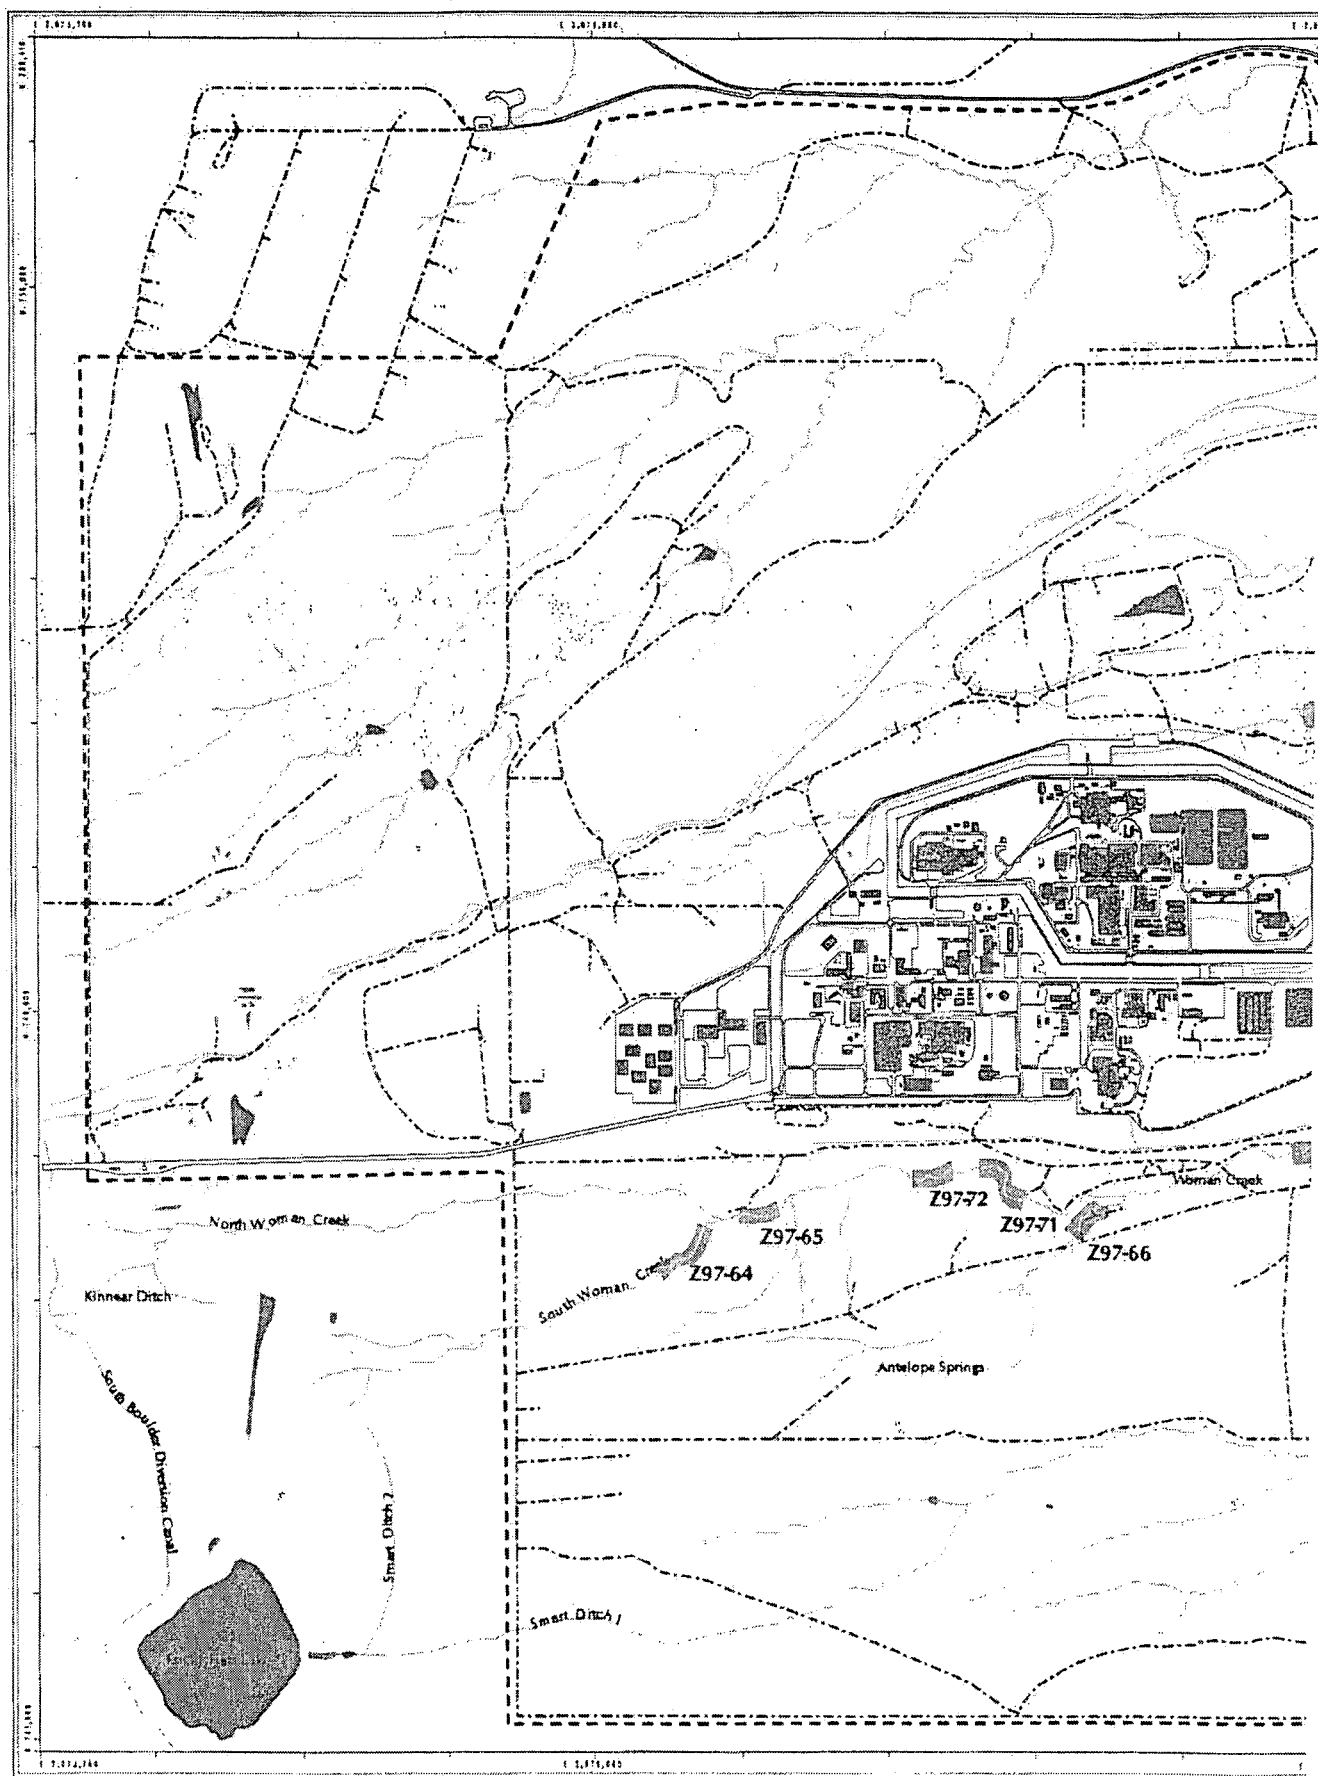 Z97-72
Woman Creek
Z97-71
North Woman Creek
Z97-65
Z97-66
Z97-64
Kinnear Ditch
South Woman Creek
Antelope Springs
South Boulder Diversion Canal
Smart Ditch 2
Smart Ditch 1